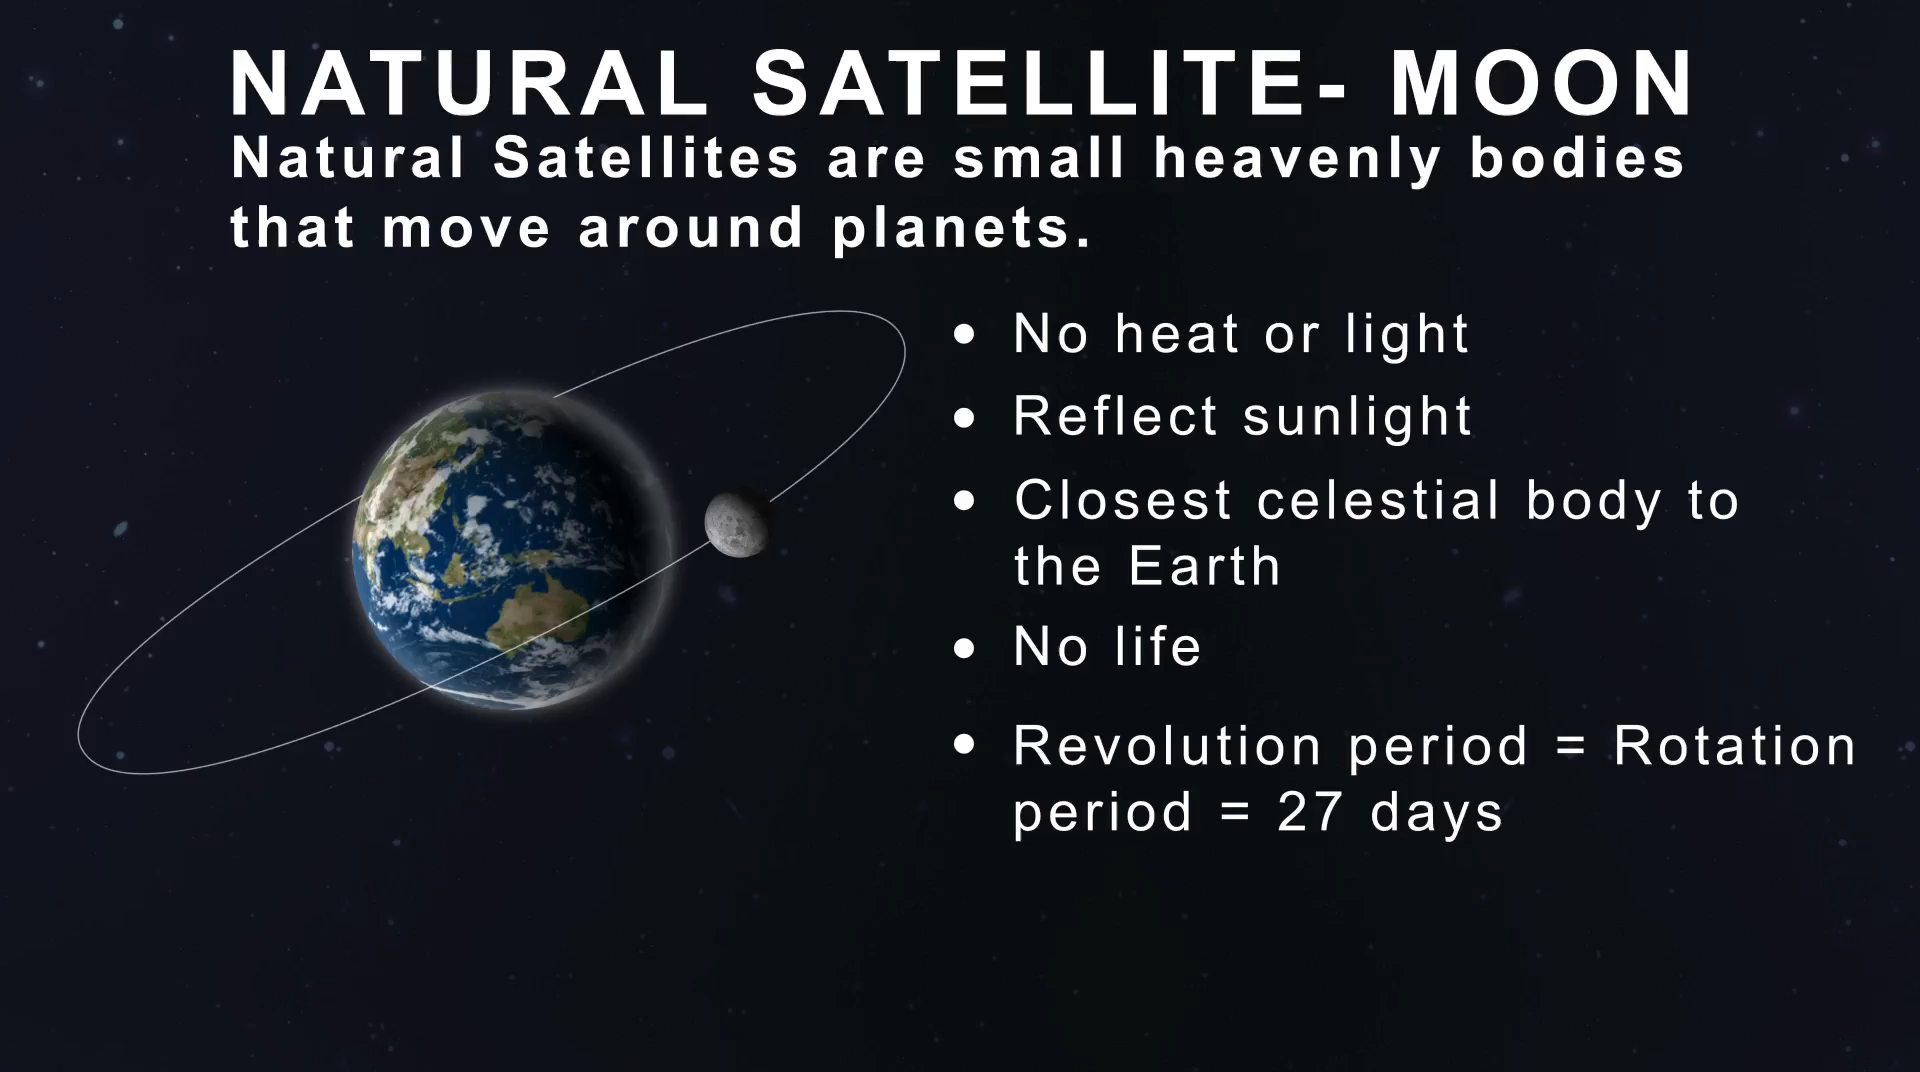 NATURAL SATELLITE- MOON
Natural Satellites are small heavenly bodies
that move around planets.
• No heat or light
• Reflect sunlight
• Closest celestial body to
the Earth
• No life
• Revolution period = Rotation
period = 27 days